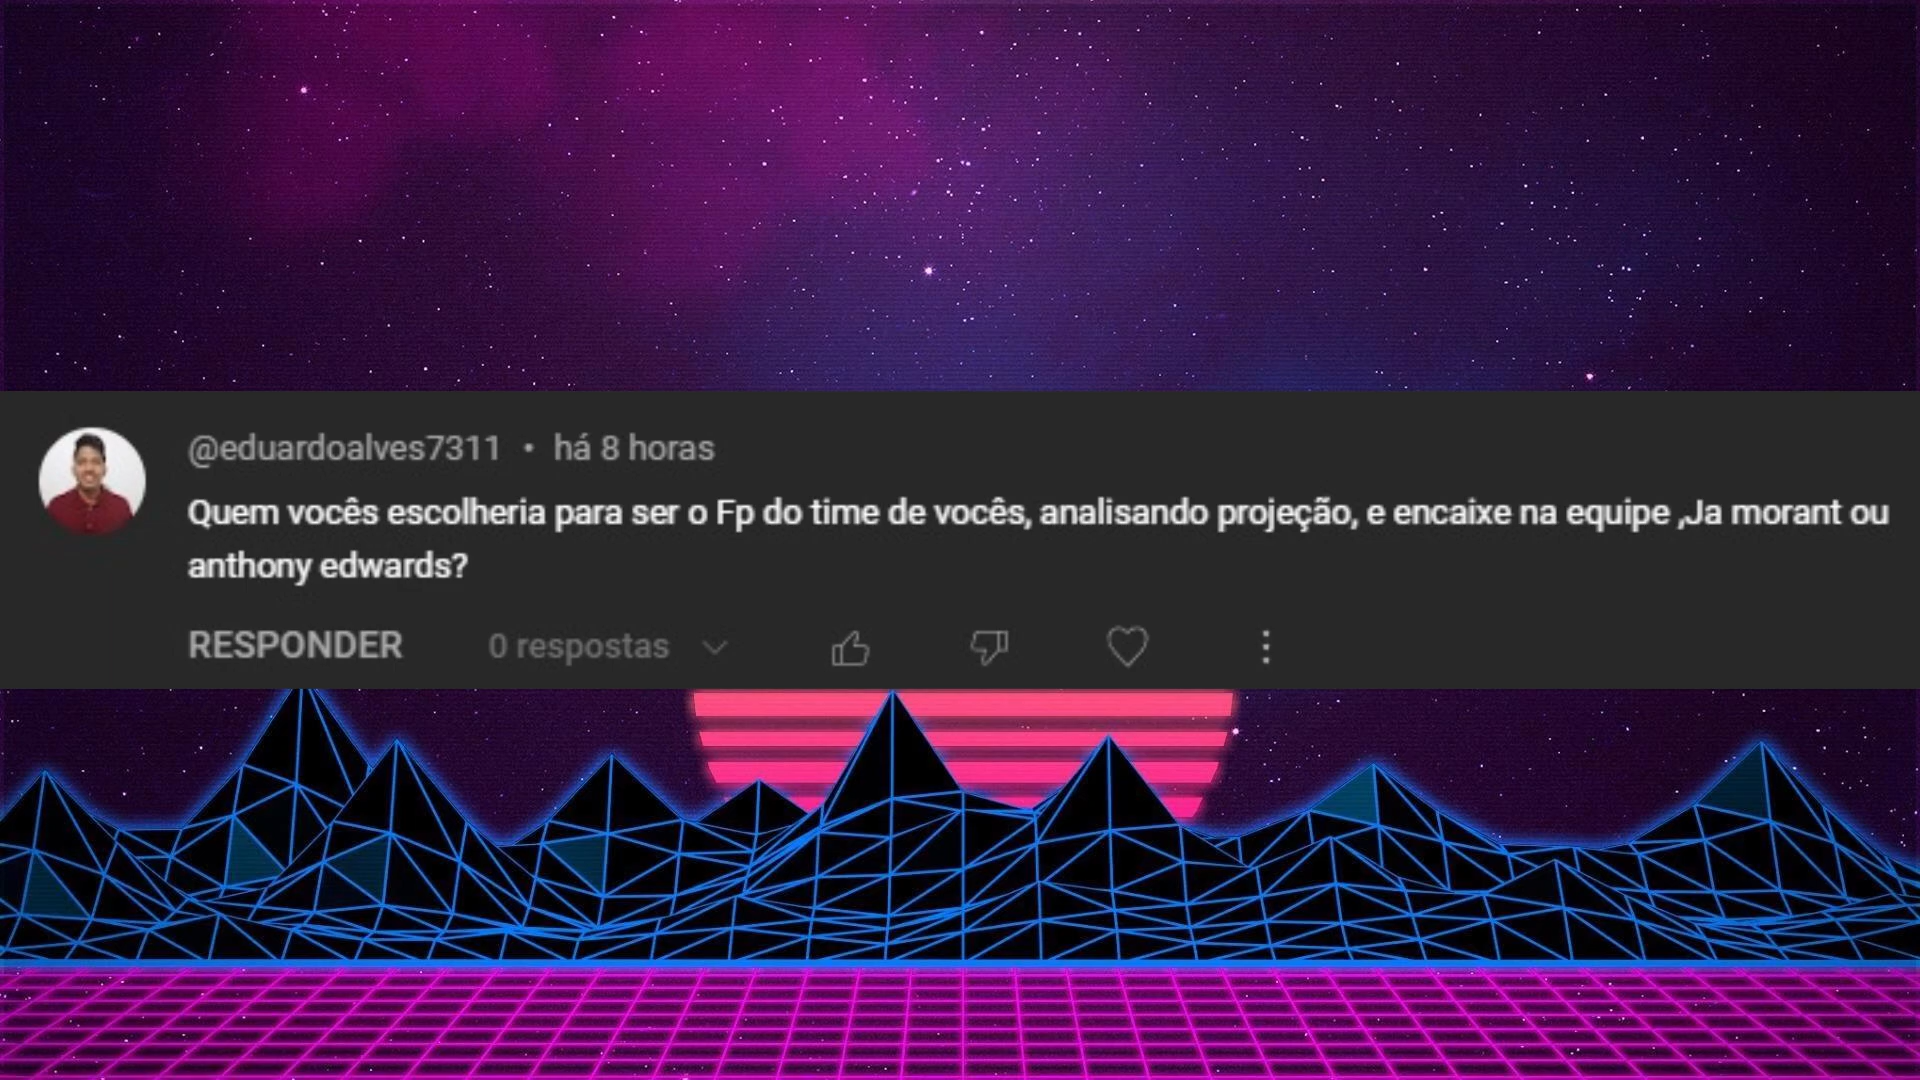 @eduardoalves7311 • há 8 horas
Quem vocês escolheria para ser o Fp do time de vocês, analisando projeção, e encaixe na equipe ,Ja morant ou
anthony edwards?
RESPONDER 0 respostas